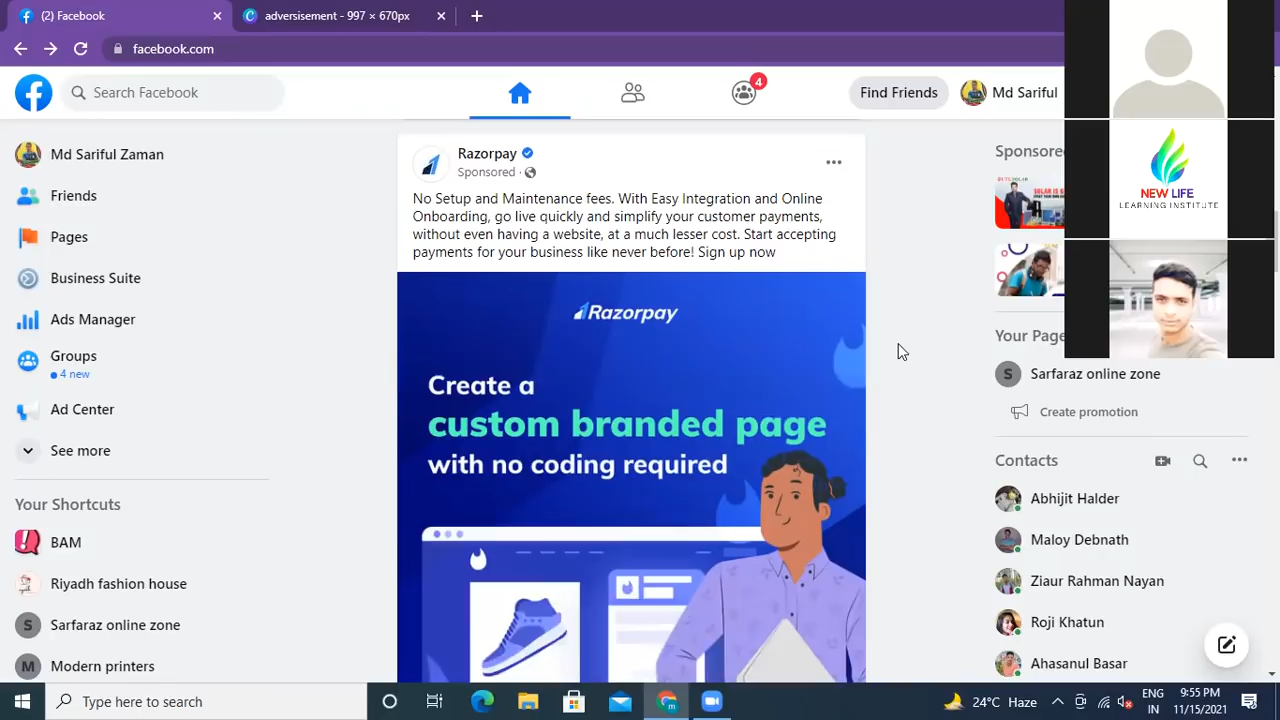 (2) Facebook
adversisement - 997 × 670px
facebook.com
Search Facebook
4
Find Friends
Md Sariful
Md Sariful Zaman
Friends
Pages
Business Suite
Ads Manager
Groups
4 new
Ad Center
See more
Your Shortcuts
BAM
Riyadh fashion house
S
Sarfaraz online zone
M
Modern printers
Razorpay
Sponsored ·
No Setup and Maintenance fees. With Easy Integration and Online
Onboarding, go live quickly and simplify your customer payments,
without even having a website, at a much lesser cost. Start accepting
payments for your business like never before! Sign up now
Razorpay
Create a
custom branded page
with no coding required
Sponsore
Your Pag
S
Sarfaraz online zone
Create promotion
Contacts
Abhijit Halder
Maloy Debnath
Ziaur Rahman Nayan
Roji Khatun
Ahasanul Basar
NEW LIFE
LEARNING INSTITUTE
Type here to search
24°C Haze
ENG
IN
9:55 PM
11/15/2021